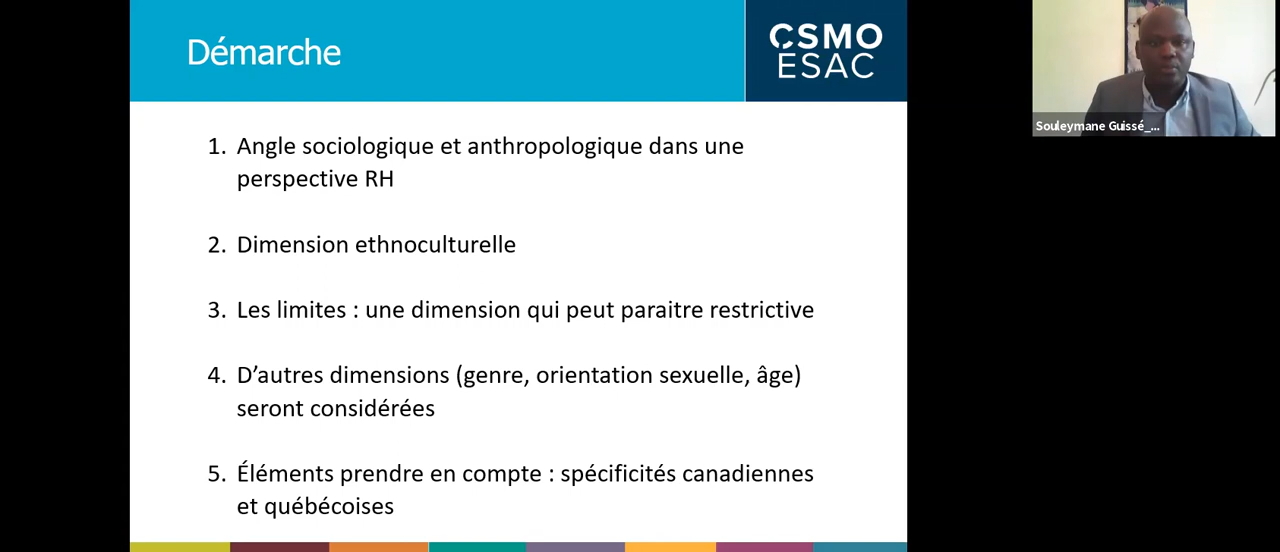 Démarche
CSMO
ÉSAC
Souleymane Guissé_...
1. Angle sociologique et anthropologique dans une
perspective RH
2. Dimension ethnoculturelle
3. Les limites : une dimension qui peut paraitre restrictive
4. D’autres dimensions (genre, orientation sexuelle, âge)
seront considérées
5. Éléments prendre en compte : spécificités canadiennes
et québécoises